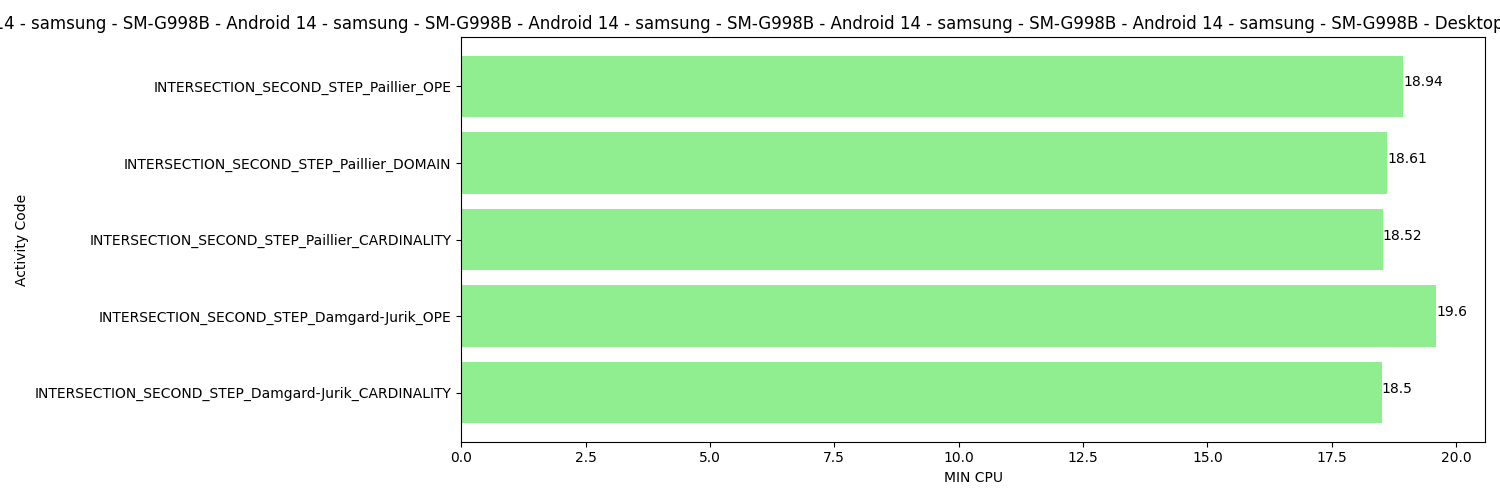 14 - samsung - SM-G998B - Android 14 - samsung - SM-G998B - Android 14 - samsung - SM-G998B - Android 14 - samsung - SM-G998B - Android 14 - samsung - SM-G998B - Desktop
INTERSECTION_SECOND_STEP_Paillier_OPE
18.94
INTERSECTION_SECOND_STEP_Paillier_DOMAIN
18.61
INTERSECTION_SECOND_STEP_Paillier_CARDINALITY
18.52
INTERSECTION_SECOND_STEP_Damgard-Jurik_OPE
19.6
INTERSECTION_SECOND_STEP_Damgard-Jurik_CARDINALITY
18.5
Activity Code
0.0 2.5 5.0 7.5 10.0 12.5 15.0 17.5 20.0
MIN CPU